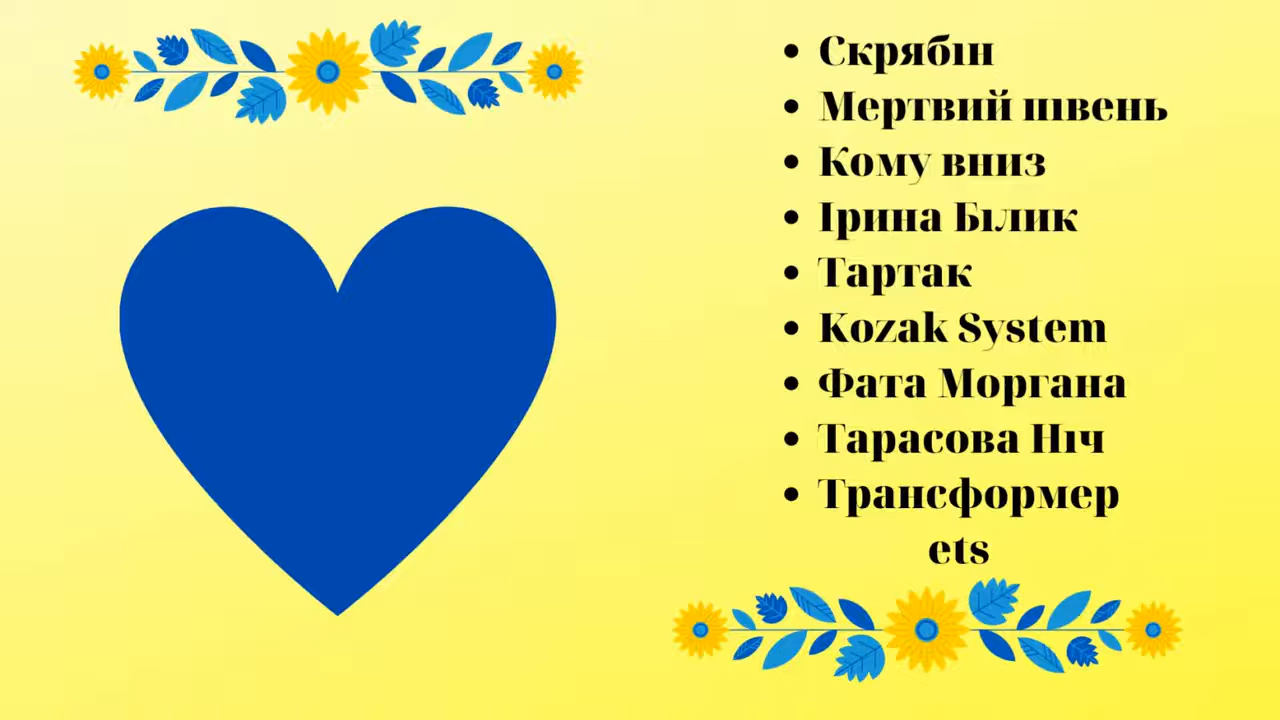 Скрябін
Мертвий півень
Кому вниз
Ірина Білик
Тартак
Kozak System
Фата Моргана
Тарасова Ніч
Трансформер
ets